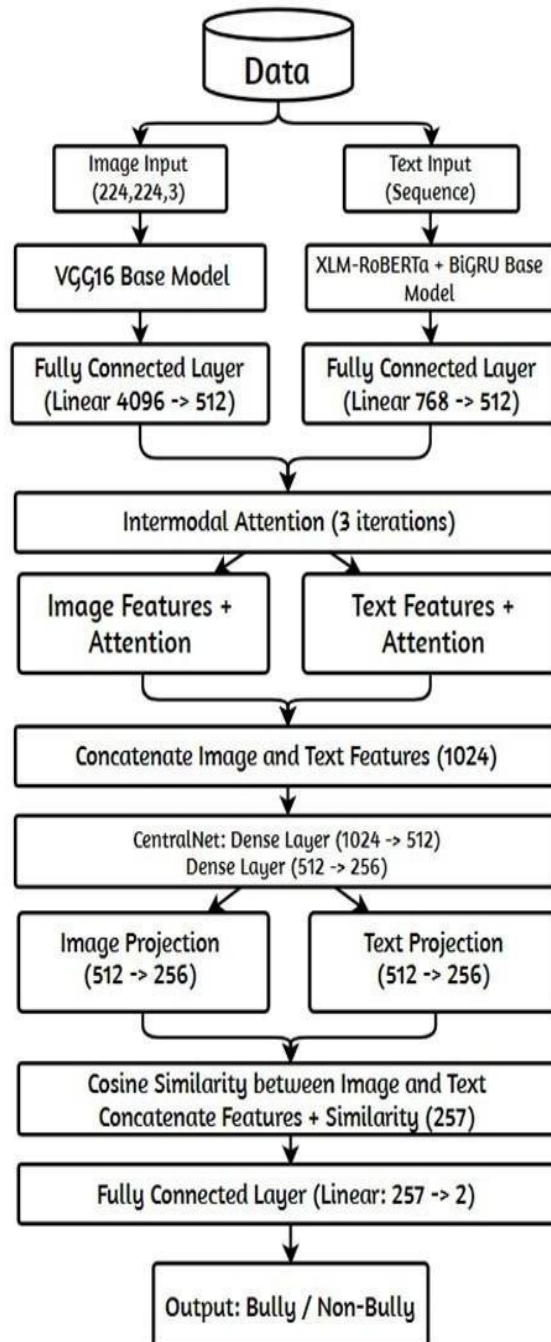 Data
Image Input
(224,224,3)
Text Input
(Sequence)
VGG16 Base Model
XLM-RoBERTa + BiGRU Base
Model
Fully Connected Layer
(Linear 4096 -> 512)
Fully Connected Layer
(Linear 768 -> 512)
Intermodal Attention (3 iterations)
Image Features +
Attention
Text Features +
Attention
Concatenate Image and Text Features (1024)
CentralNet: Dense Layer (1024 -> 512)
Dense Layer (512 -> 256)
Image Projection
(512 -> 256)
Text Projection
(512 -> 256)
Cosine Similarity between Image and Text
Concatenate Features + Similarity (257)
Fully Connected Layer (Linear: 257 -> 2)
Output: Bully / Non-Bully